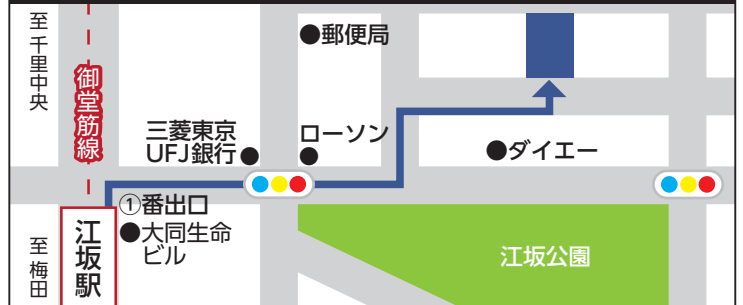 至千里中央
御堂筋線
●郵便局
三菱東京
UFJ銀行●
ローソン
●ダイエー
①番出口
●大同生命
ビル
江坂駅
至梅田
江坂公園